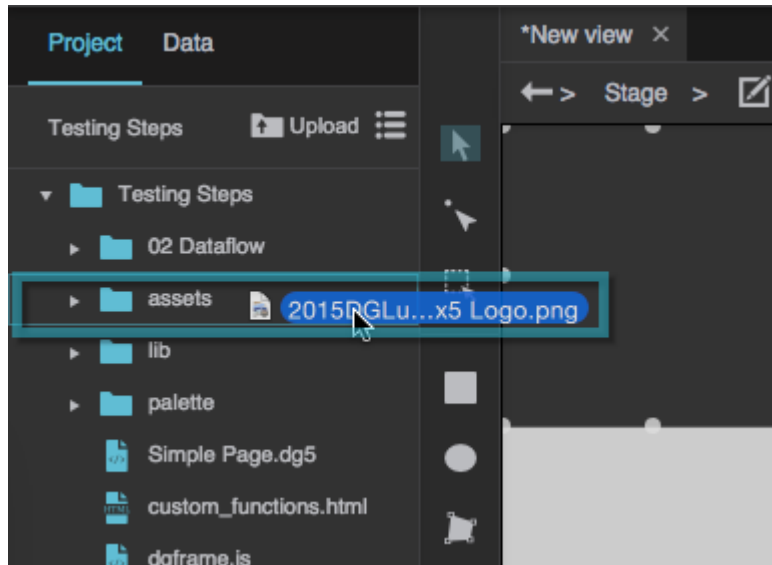 Project Data
*New view ×
← > Stage >
Testing Steps Upload
Testing Steps
02 Dataflow
assets
2015DGLu...x5 Logo.png
lib
palette
Simple Page.dg5
custom_functions.html
dgframe.js